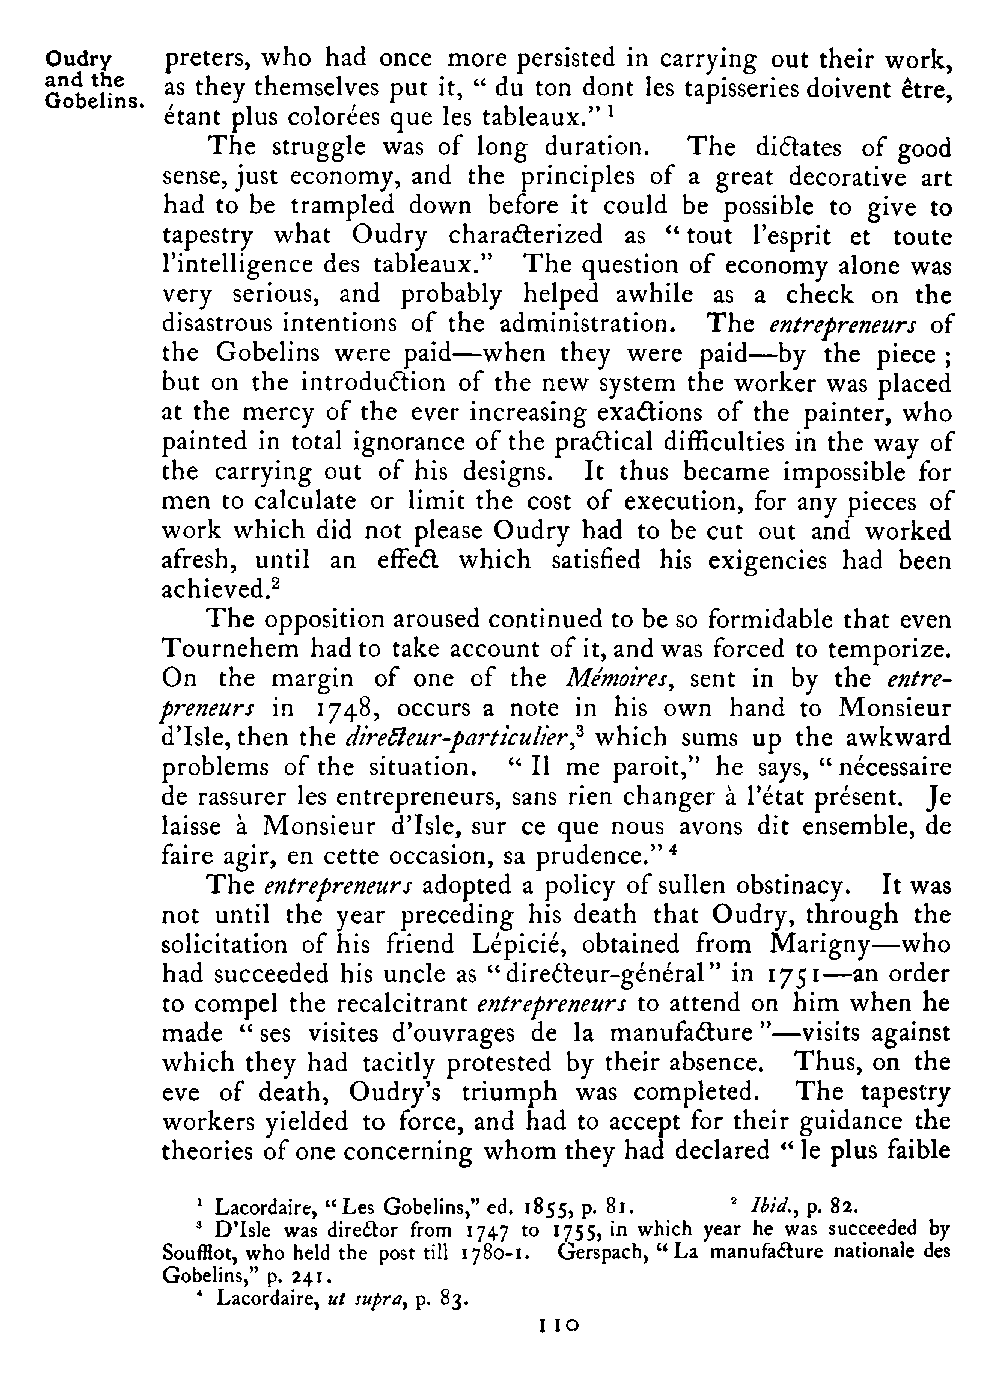 Oudry
and the
Gobelins.
preters, who had once more persisted in carrying out their work,
as they themselves put it, “ du ton dont les tapisseries doivent être,
étant plus colorées que les tableaux.” ¹
The struggle was of long duration. The dictates of good
sense, just economy, and the principles of a great decorative art
had to be trampled down before it could be possible to give to
tapestry what Oudry characterized as “ tout l’esprit et toute
l’intelligence des tableaux.” The question of economy alone was
very serious, and probably helped awhile as a check on the
disastrous intentions of the administration. The entrepreneurs of
the Gobelins were paid—when they were paid—by the piece ;
but on the introduction of the new system the worker was placed
at the mercy of the ever increasing exactions of the painter, who
painted in total ignorance of the practical difficulties in the way of
the carrying out of his designs. It thus became impossible for
men to calculate or limit the cost of execution, for any pieces of
work which did not please Oudry had to be cut out and worked
afresh, until an effect which satisfied his exigencies had been
achieved.²
The opposition aroused continued to be so formidable that even
Tournehem had to take account of it, and was forced to temporize.
On the margin of one of the Mémoires, sent in by the entre-
preneurs in 1748, occurs a note in his own hand to Monsieur
d’Isle, then the directeur-particulier,³ which sums up the awkward
problems of the situation. “ Il me paroit,” he says, “ nécessaire
de rassurer les entrepreneurs, sans rien changer à l’état présent. Je
laisse à Monsieur d’Isle, sur ce que nous avons dit ensemble, de
faire agir, en cette occasion, sa prudence.” ⁴
The entrepreneurs adopted a policy of sullen obstinacy. It was
not until the year preceding his death that Oudry, through the
solicitation of his friend Lépicié, obtained from Marigny—who
had succeeded his uncle as “ directeur-général ” in 1751—an order
to compel the recalcitrant entrepreneurs to attend on him when he
made “ ses visites d’ouvrages de la manufacture ”—visits against
which they had tacitly protested by their absence. Thus, on the
eve of death, Oudry’s triumph was completed. The tapestry
workers yielded to force, and had to accept for their guidance the
theories of one concerning whom they had declared “ le plus faible
¹ Lacordaire, “ Les Gobelins,” ed. 1855, p. 81. ² Ibid., p. 82.
³ D’Isle was director from 1747 to 1755, in which year he was succeeded by
Soufflot, who held the post till 1780-1. Gerspach, “ La manufacture nationale des
Gobelins,” p. 241.
⁴ Lacordaire, ut supra, p. 83.
110